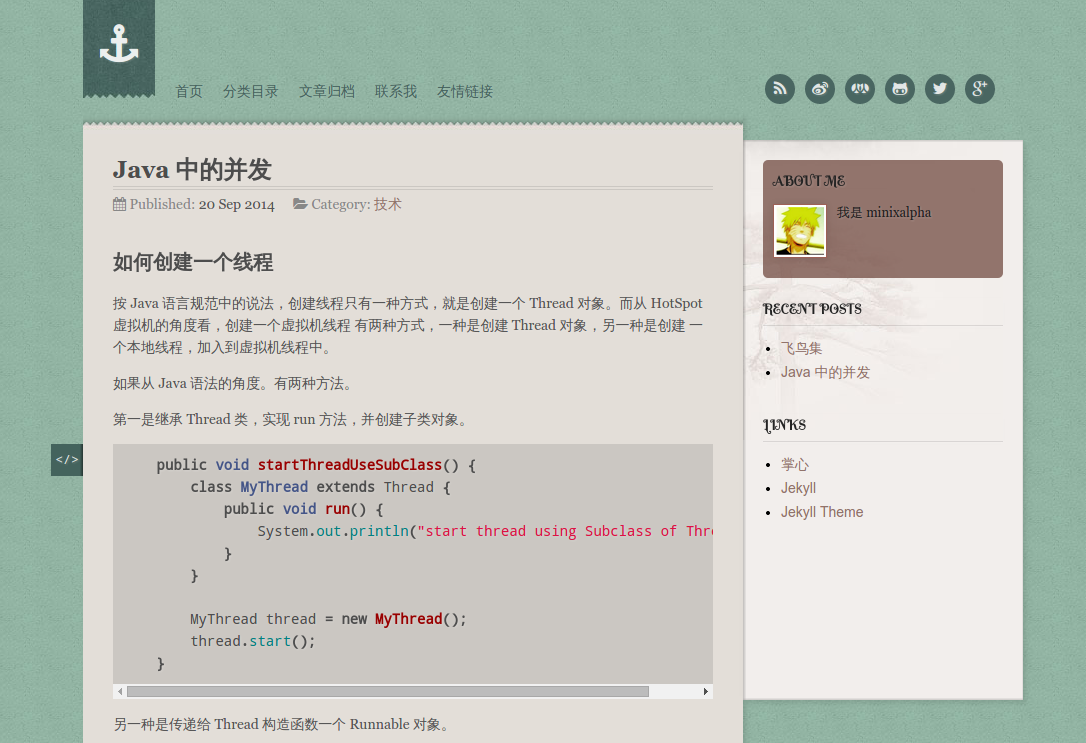 首页 分类目录 文章归档 联系我 友情链接
Java 中的并发
Published: 20 Sep 2014 Category: 技术
如何创建一个线程
按 Java 语言规范中的说法，创建线程只有一种方式，就是创建一个 Thread 对象。而从 HotSpot
虚拟机的角度看，创建一个虚拟机线程 有两种方式，一种是创建 Thread 对象，另一种是创建 一
个本地线程，加入到虚拟机线程中。
如果从 Java 语法的角度。有两种方法。
第一是继承 Thread 类，实现 run 方法，并创建子类对象。
</>
public void startThreadUseSubClass() {
class MyThread extends Thread {
public void run() {
System.out.println("start thread using Subclass of Thre
}
}
MyThread thread = new MyThread();
thread.start();
}
另一种是传递给 Thread 构造函数一个 Runnable 对象。
ABOUT ME
我是 minixalpha
RECENT POSTS
飞鸟集
Java 中的并发
LINKS
掌心
Jekyll
Jekyll Theme